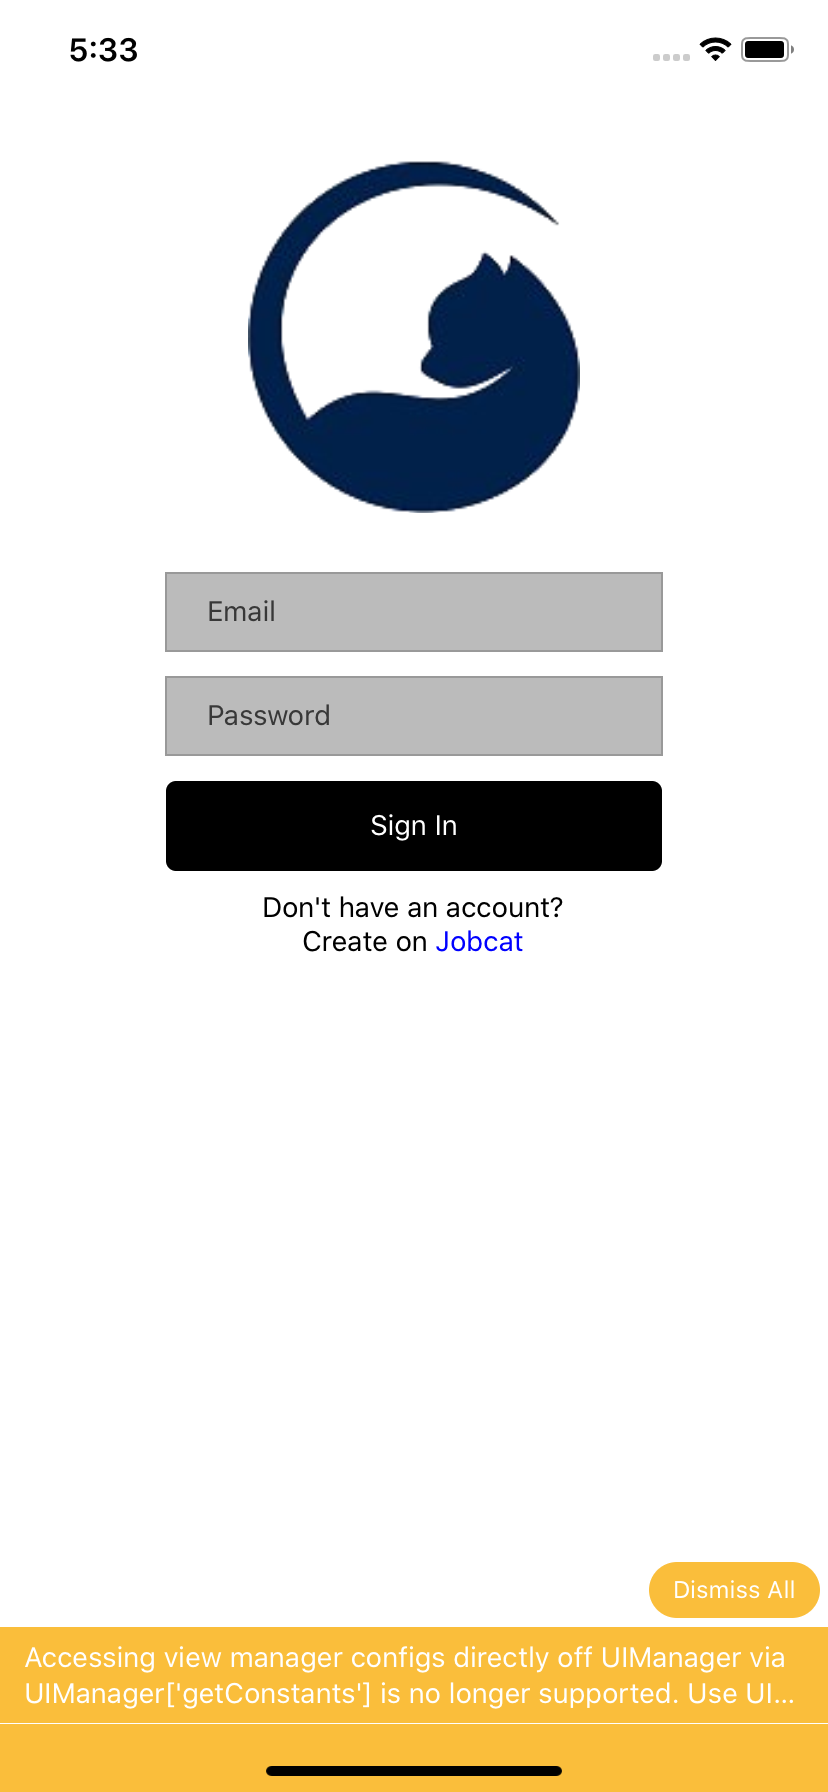 5:33
Email
Password
Sign In
Don't have an account?
Create on Jobcat
Dismiss All
Accessing view manager configs directly off UIManager via
UIManager['getConstants'] is no longer supported. Use UI...